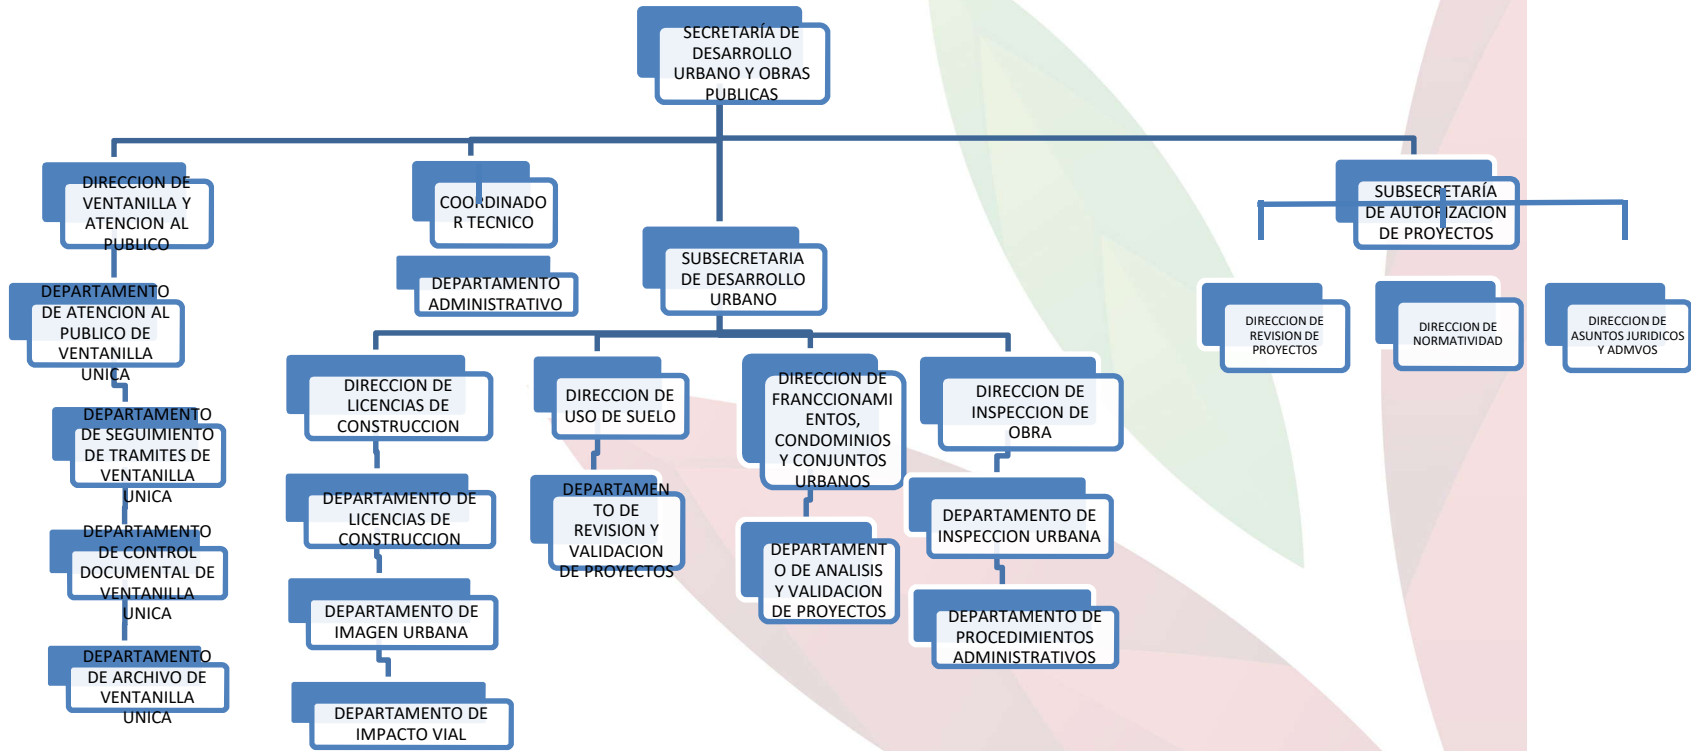 SECRETARÍA DE
DESARROLLO
URBANO Y OBRAS
PUBLICAS
DIRECCION DE
VENTANILLA Y
ATENCION AL
PUBLICO
COORDINADO
R TECNICO
SUBSECRETARÍA
DE AUTORIZACION
DE PROYECTOS
SUBSECRETARIA
DE DESARROLLO
URBANO
DEPARTAMENTO
ADMINISTRATIVO
DEPARTAMENTO
DE ATENCION AL
PUBLICO DE
VENTANILLA
UNICA
DIRECCION DE
REVISION DE
PROYECTOS
DIRECCION DE
NORMATIVIDAD
DIRECCION DE
ASUNTOS JURIDICOS
Y ADMVOS
DIRECCION DE
LICENCIAS DE
CONSTRUCCION
DIRECCION DE
USO DE SUELO
DIRECCION DE
FRANCCIONAMI
ENTOS,
CONDOMINIOS
Y CONJUNTOS
URBANOS
DIRECCION DE
INSPECCION DE
OBRA
DEPARTAMENTO
DE SEGUIMIENTO
DE TRAMITES DE
VENTANILLA
UNICA
DEPARTAMENTO DE
LICENCIAS DE
CONSTRUCCION
DEPARTAMEN
TO DE
REVISION Y
VALIDACION
DE PROYECTOS
DEPARTAMENT
O DE ANALISIS
Y VALIDACION
DE PROYECTOS
DEPARTAMENTO DE
INSPECCION URBANA
DEPARTAMENTO
DE CONTROL
DOCUMENTAL DE
VENTANILLA
UNICA
DEPARTAMENTO DE
IMAGEN URBANA
DEPARTAMENTO DE
PROCEDIMIENTOS
ADMINISTRATIVOS
DEPARTAMENTO
DE ARCHIVO DE
VENTANILLA
UNICA
DEPARTAMENTO DE
IMPACTO VIAL